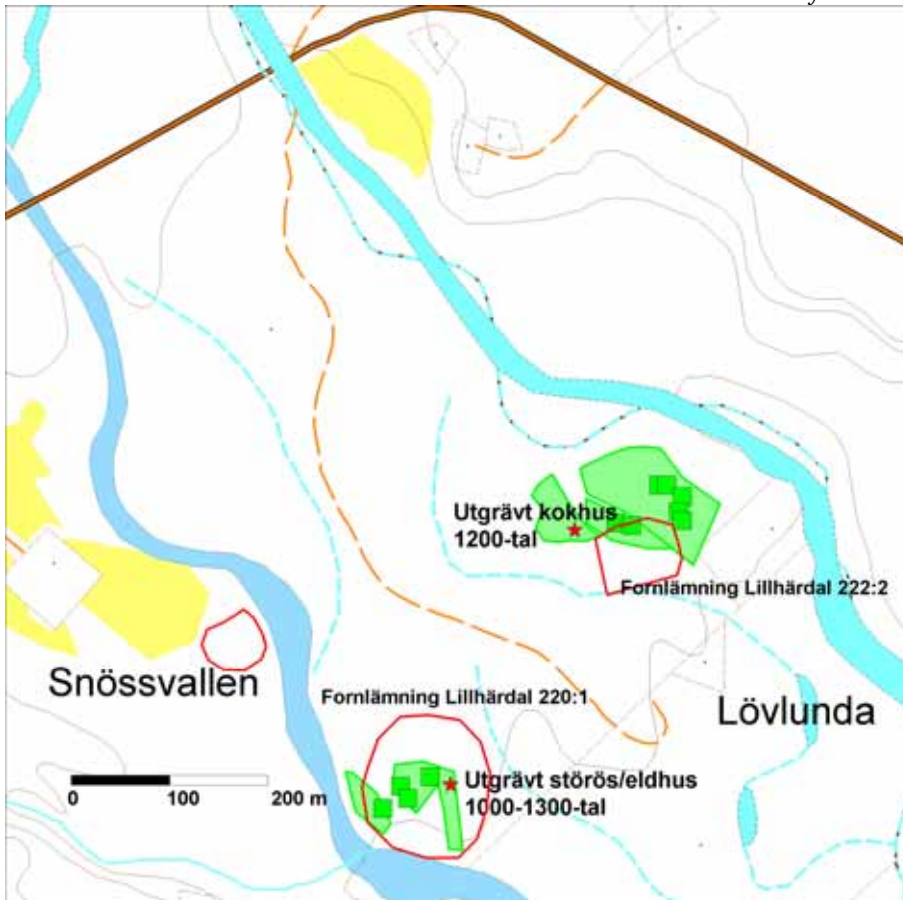 Utgrävt kokhus
1200-tal
Fornlämning Lillhärdal 222:2
Snössvallen
Fornlämning Lillhärdal 220:1
Lövlunda
Utgrävt störös/eldhus
1000-1300-tal
0 100 200 m